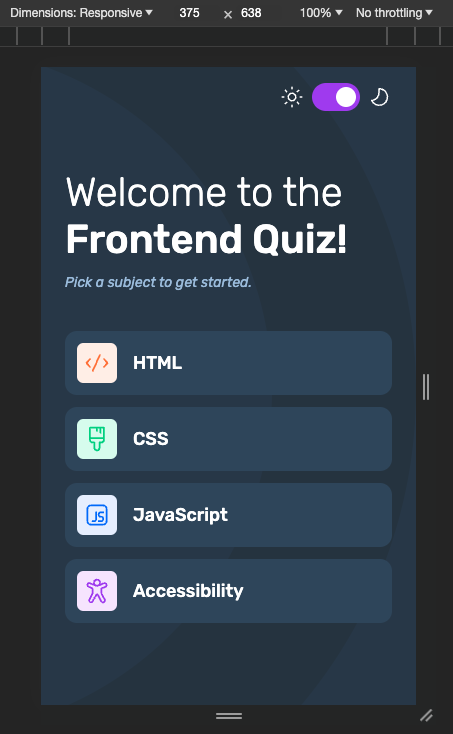 Dimensions: Responsive 375 × 638 100% No throttling
Welcome to the
Frontend Quiz!
Pick a subject to get started.
</> HTML
CSS
JS JavaScript
Accessibility